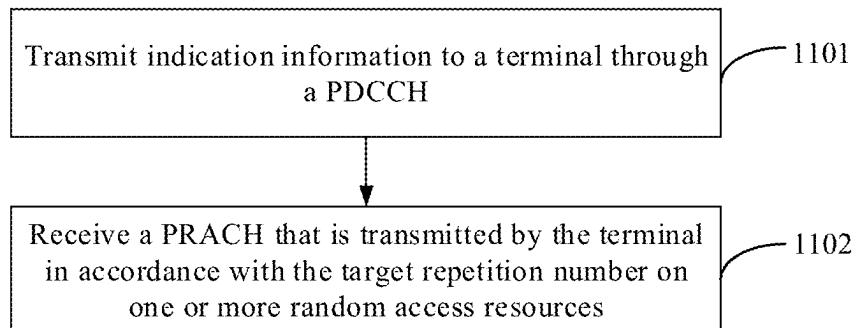 Transmit indication information to a terminal through
a PDCCH
1101
Receive a PRACH that is transmitted by the terminal
in accordance with the target repetition number on
one or more random access resources
1102